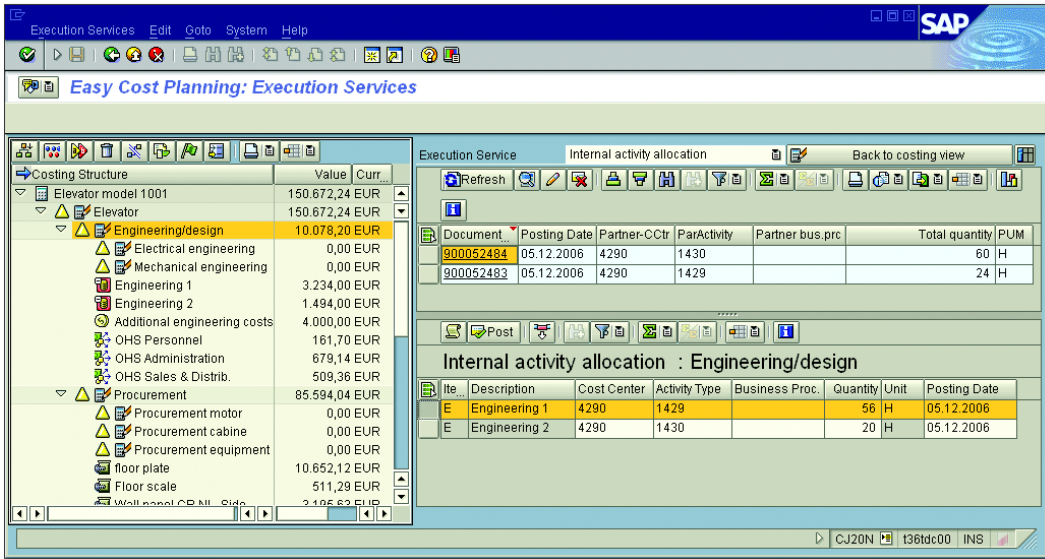 Execution Services Edit Goto System Help
SAP
Easy Cost Planning: Execution Services
Execution Service Internal activity allocation Back to costing view
Costing Structure Value Curr...
Elevator model 1001 150.672,24 EUR
Elevator 150.672,24 EUR
Engineering/design 10.078,20 EUR
Electrical engineering 0,00 EUR
Mechanical engineering 0,00 EUR
Engineering 1 3.234,00 EUR
Engineering 2 1.494,00 EUR
Additional engineering costs 4.000,00 EUR
OHS Personnel 161,70 EUR
OHS Administration 679,14 EUR
OHS Sales & Distrib. 509,36 EUR
Procurement 85.594,04 EUR
Procurement motor 0,00 EUR
Procurement cabine 0,00 EUR
Procurement equipment 0,00 EUR
floor plate 10.652,12 EUR
Floor scale 511,29 EUR
Wall panel CR NL, Side
Refresh
Document... Posting Date Partner-CCtr ParActivity Partner bus.prc Total quantity PUM
900052484 05.12.2006 4290 1430 60 H
900052483 05.12.2006 4290 1429 24 H
Post
Internal activity allocation : Engineering/design
Ite... Description Cost Center Activity Type Business Proc. Quantity Unit Posting Date
E Engineering 1 4290 1429 56 H 05.12.2006
E Engineering 2 4290 1430 20 H 05.12.2006
CJ20N t36tdc00 INS